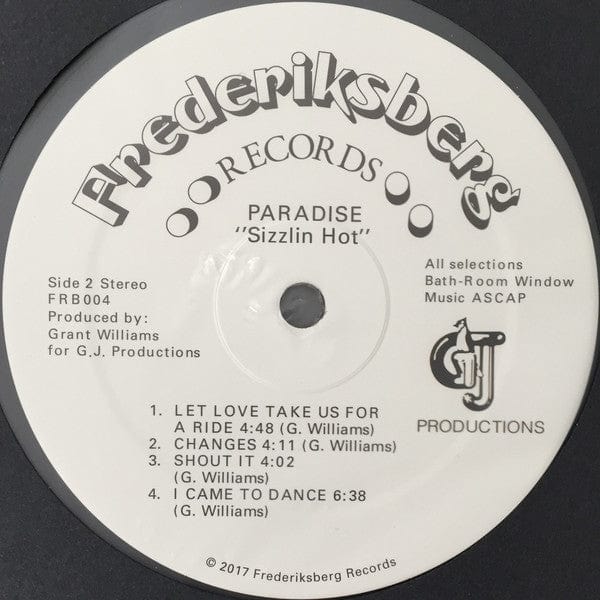 Frederiksberg
RECORDS
PARADISE
"Sizzlin Hot"
Side 2 Stereo
FRB004
Produced by:
Grant Williams
for G.J. Productions
All selections
Bath-Room Window
Music ASCAP
GJ
PRODUCTIONS
1. LET LOVE TAKE US FOR
A RIDE 4:48 (G. Williams)
2. CHANGES 4:11 (G. Williams)
3. SHOUT IT 4:02
(G. Williams)
4. I CAME TO DANCE 6:38
(G. Williams)
© 2017 Frederiksberg Records